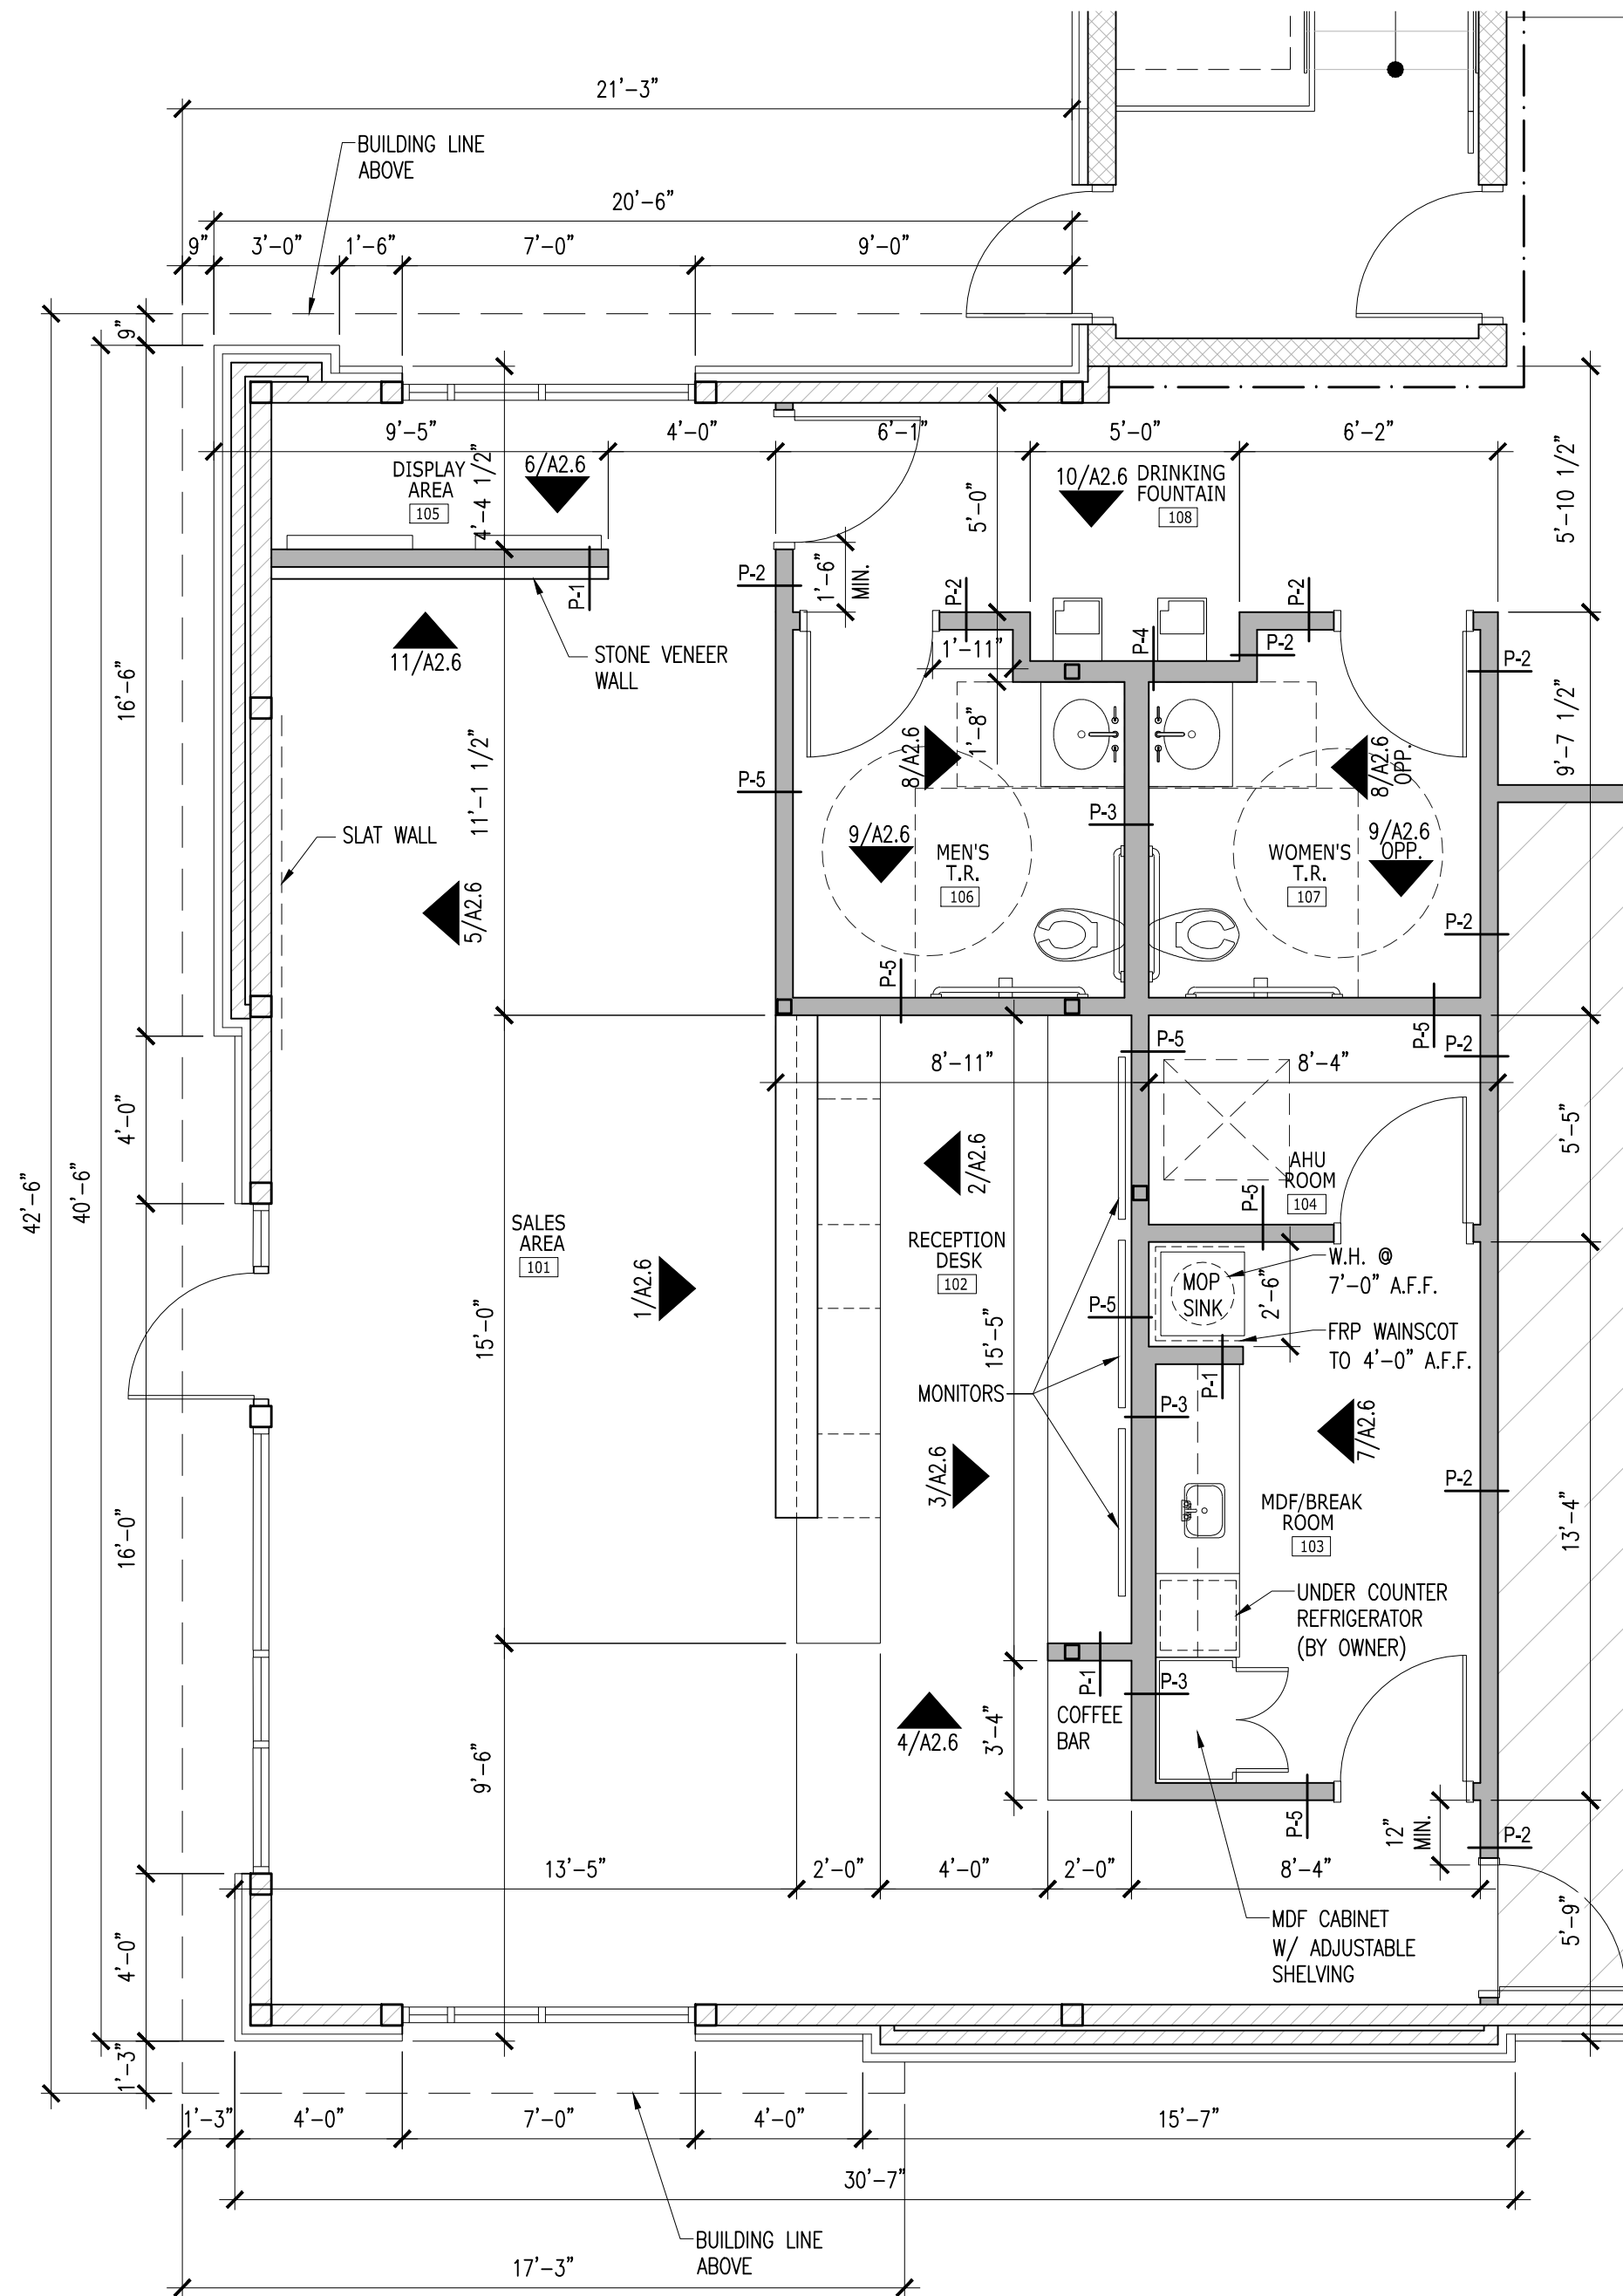 21'-3"
BUILDING LINE
ABOVE
20'-6"
9"
3'-0"
1'-6"
7'-0"
9'-0"
9"
9'-5"
4'-0"
6'-1"
5'-0"
6'-2"
DISPLAY
AREA
105
4'-4 1/2"
6/A2.6
5'-0"
10/A2.6
DRINKING
FOUNTAIN
108
5'-10 1/2"
P-1
P-2
1'-6"
MIN.
P-2
P-2
11/A2.6
STONE VENEER
WALL
1'-11"
P-4
P-2
P-2
16'-6"
1'-8"
9'-7 1/2"
8/A2.6
8/A2.6
OPP.
P-5
11'-1 1/2"
SLAT WALL
P-3
9/A2.6
MEN'S
T.R.
106
WOMEN'S
T.R.
107
9/A2.6
OPP.
5/A2.6
P-2
P-5
P-5
P-5
P-2
8'-11"
8'-4"
4'-0"
5'-5"
2/A2.6
42'-6"
40'-6"
AHU
ROOM
104
P-5
SALES
AREA
101
RECEPTION
DESK
102
W.H. @
7'-0" A.F.F.
1/A2.6
MOP
SINK
2'-6"
P-5
15'-0"
15'-5"
FRP WAINSCOT
TO 4'-0" A.F.F.
P-1
MONITORS
P-3
7/A2.6
3/A2.6
P-2
16'-0"
MDF/BREAK
ROOM
103
13'-4"
UNDER COUNTER
REFRIGERATOR
(BY OWNER)
P-1
P-3
COFFEE
BAR
4/A2.6
3'-4"
9'-6"
P-5
12"
MIN.
P-2
13'-5"
2'-0"
4'-0"
2'-0"
8'-4"
4'-0"
MDF CABINET
W/ ADJUSTABLE
SHELVING
5'-9"
1'-3"
1'-3"
4'-0"
7'-0"
4'-0"
15'-7"
30'-7"
BUILDING LINE
ABOVE
17'-3"